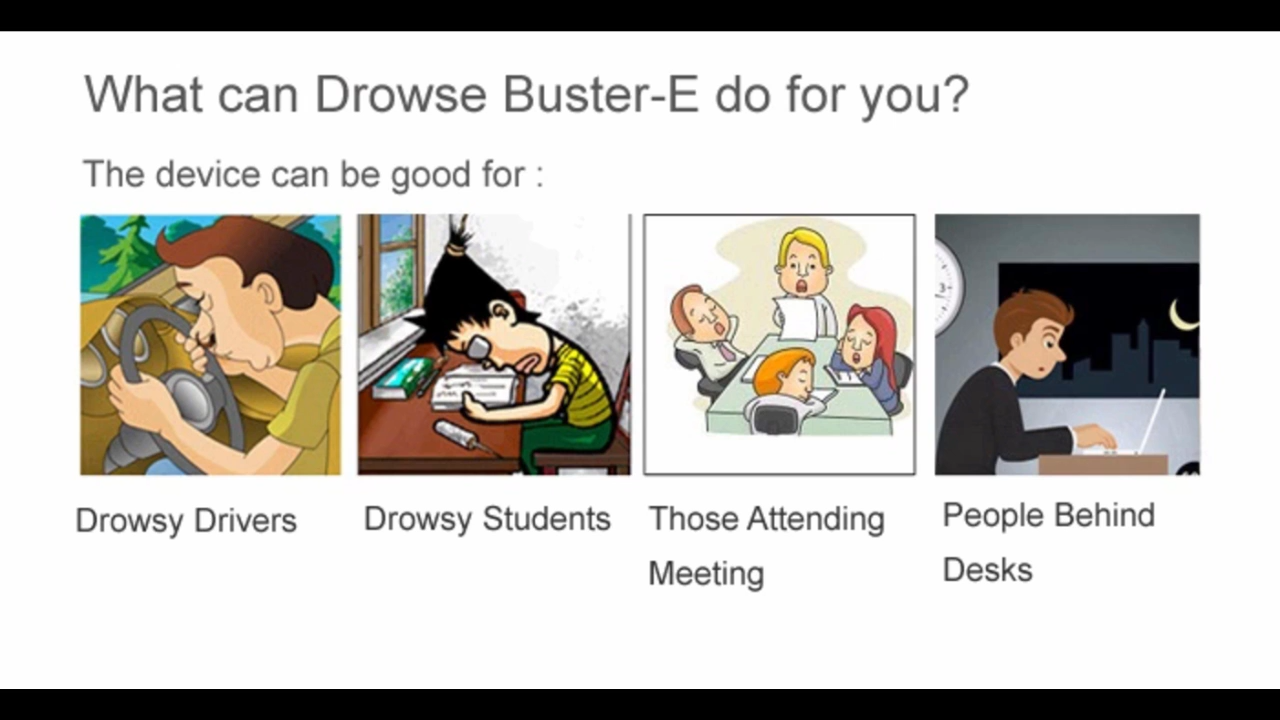 What can Drowse Buster-E do for you?
The device can be good for :
Drowsy Drivers
Drowsy Students
Those Attending
Meeting
People Behind
Desks